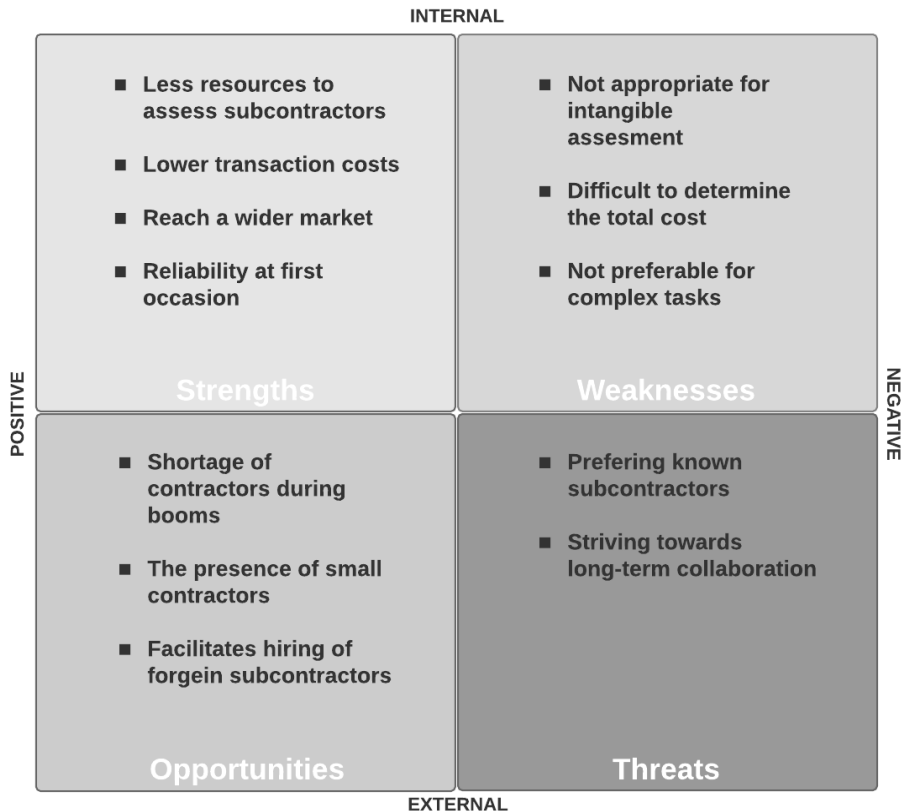 INTERNAL
■ Less resources to
assess subcontractors
■ Lower transaction costs
■ Reach a wider market
■ Reliability at first
occasion
Strengths
■ Not appropriate for
intangible
assesment
■ Difficult to determine
the total cost
■ Not preferable for
complex tasks
Weaknesses
POSITIVE
NEGATIVE
■ Shortage of
contractors during
booms
■ The presence of small
contractors
■ Facilitates hiring of
forgein subcontractors
Opportunities
■ Prefering known
subcontractors
■ Striving towards
long-term collaboration
Threats
EXTERNAL